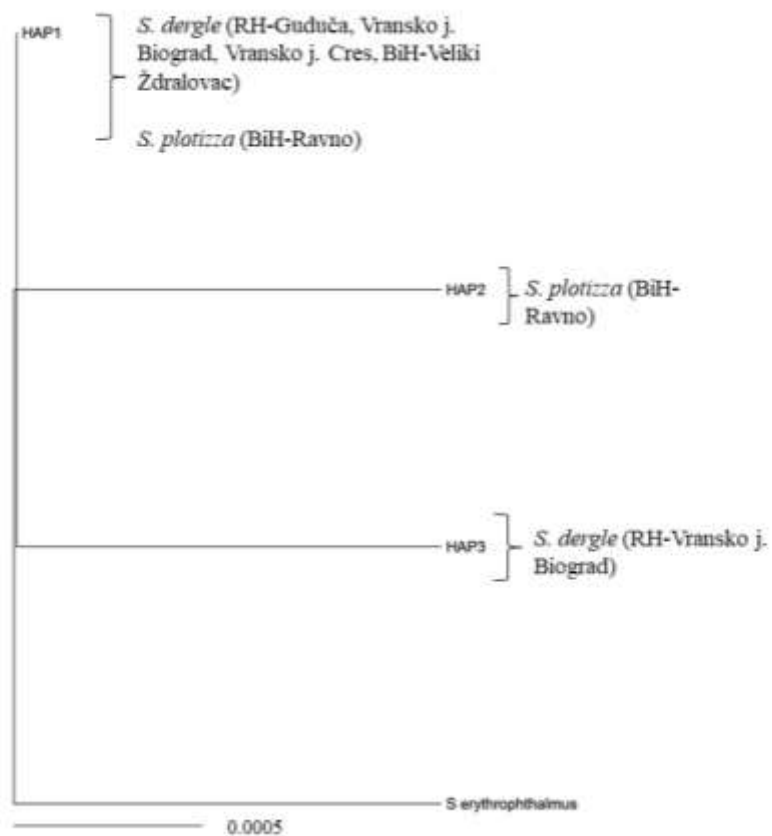 HAP1
S. dergle (RH-Guduča, Vransko j.
Biograd, Vransko j. Cres, BiH-Veliki
Ždralovac)
S. plotizza (BiH-Ravno)
HAP2
S. plotizza (BiH-
Ravno)
HAP3
S. dergle (RH-Vransko j.
Biograd)
S erythrophthalmus
0.0005